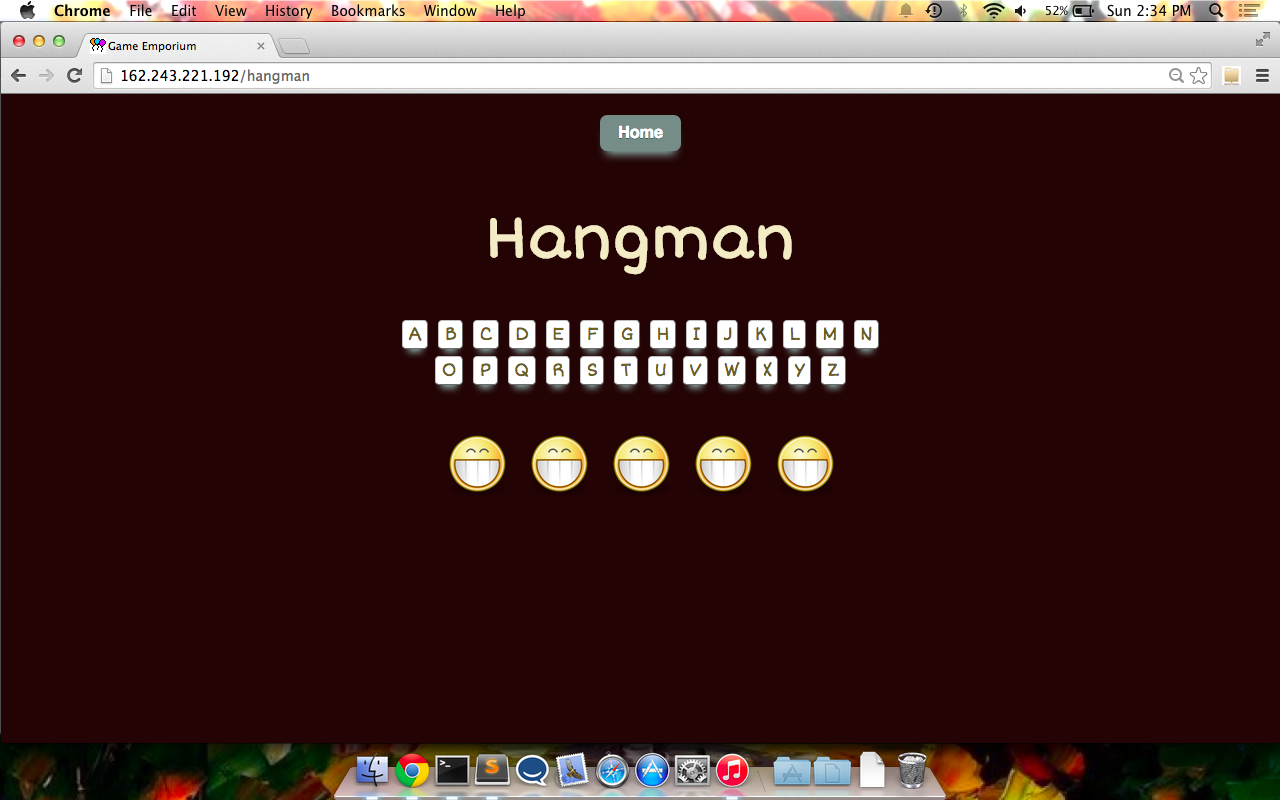 Chrome File Edit View History Bookmarks Window Help 52% Sun 2:34 PM
Game Emporium
162.243.221.192/hangman
Home
Hangman
A B C D E F G H I J K L M N
O P Q R S T U V W X Y Z